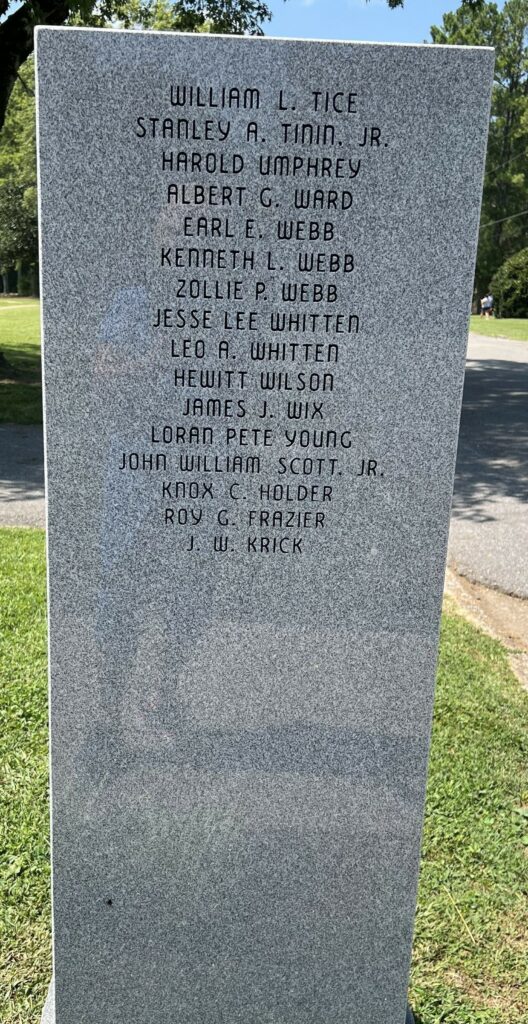 WILLIAM L. TICE
STANLEY A. TININ, JR.
HAROLD UMPHREY
ALBERT G. WARD
EARL E. WEBB
KENNETH L. WEBB
ZOLLIE P. WEBB
JESSE LEE WHITTEN
LEO A. WHITTEN
HEWITT WILSON
JAMES J. WIX
LORAN PETE YOUNG
JOHN WILLIAM SCOTT, JR.
KNOX C. HOLDER
ROY G. FRAZIER
J. W. KRICK